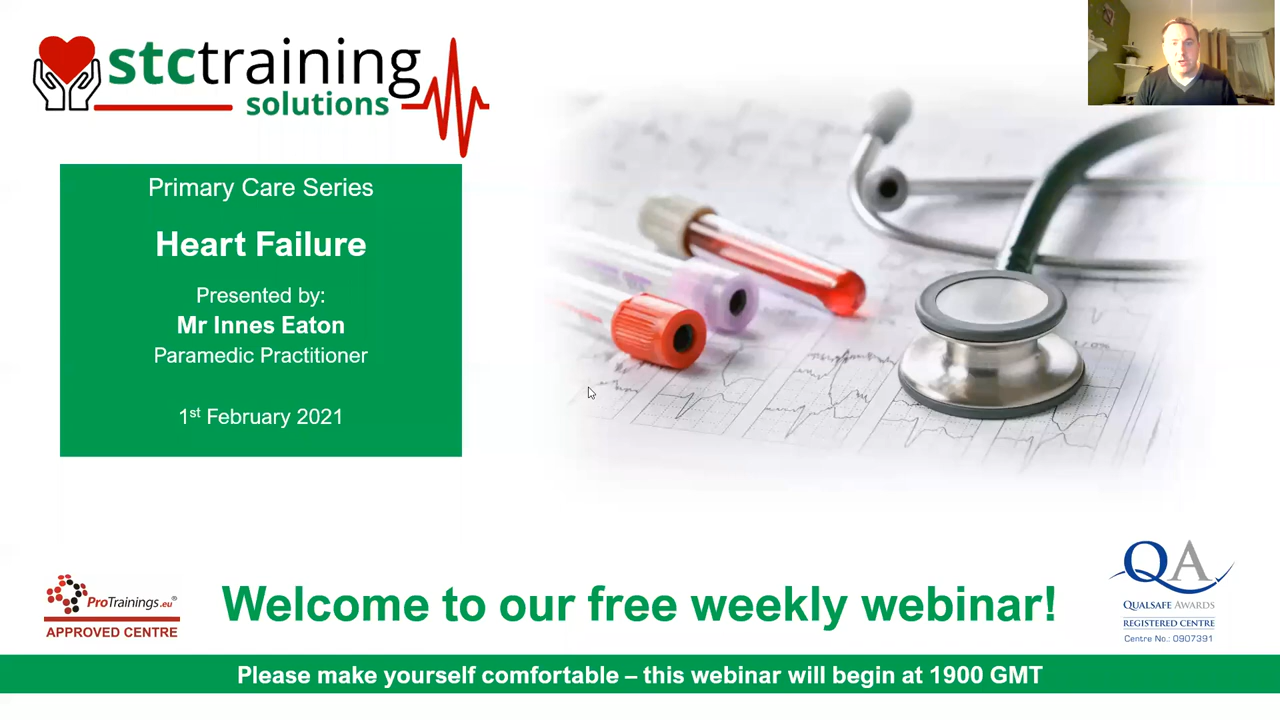 stctraining
solutions
Primary Care Series
Heart Failure
Presented by:
Mr Innes Eaton
Paramedic Practitioner
1st February 2021
ProTrainings.eu®
APPROVED CENTRE
Welcome to our free weekly webinar!
QA
QUALSAFE AWARDS
REGISTERED CENTRE
Centre No.: 0907391
Please make yourself comfortable – this webinar will begin at 1900 GMT